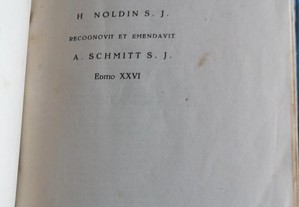 H NOLDIN S. J.
RECOGNOVIT ET EMENDAVIT
A. SCHMITT S. J.
Editio XXVI